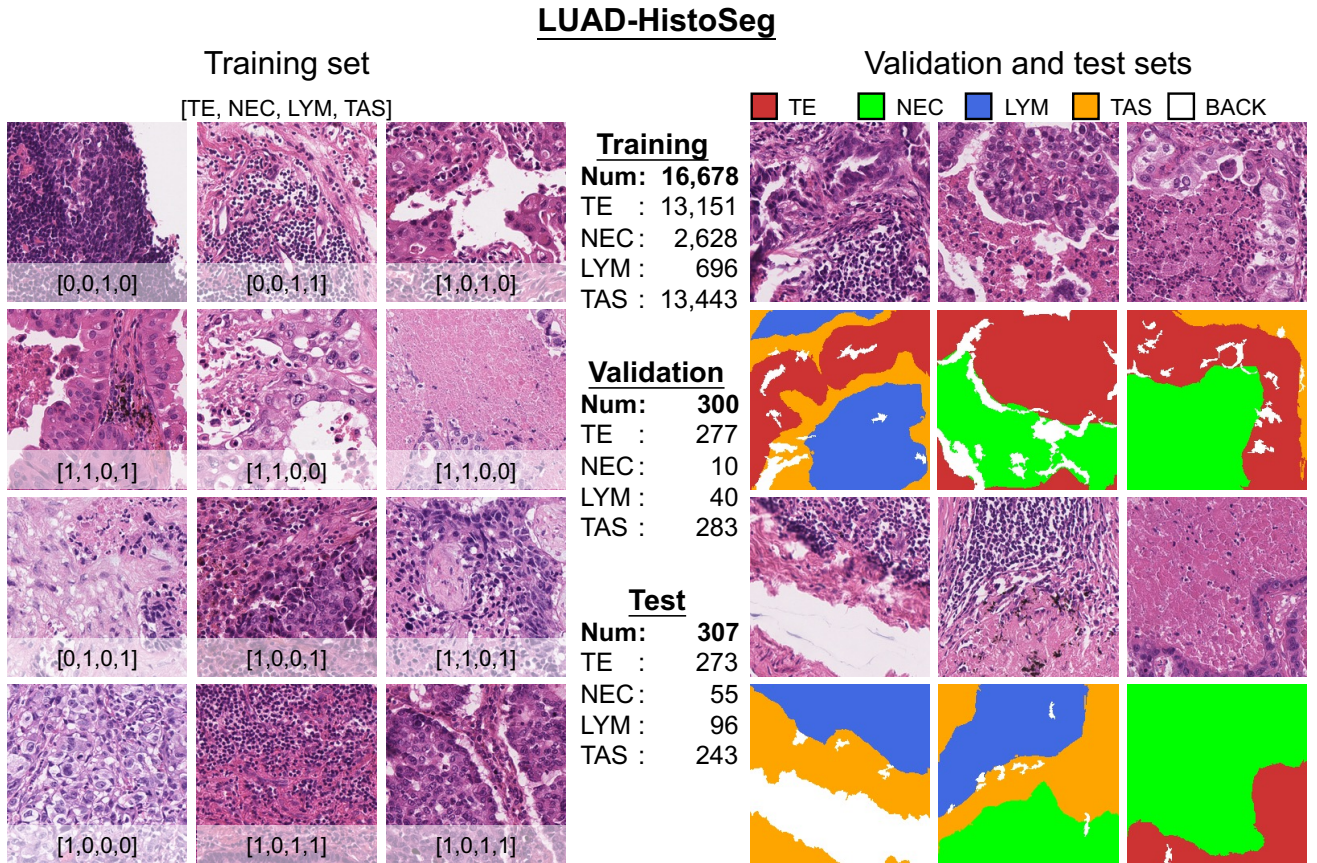 LUAD-HistoSeg
Training set
[TE, NEC, LYM, TAS]
[0,0,1,0]
[0,0,1,1]
[1,0,1,0]
[1,1,0,1]
[1,1,0,0]
[1,1,0,0]
[0,1,0,1]
[1,0,0,1]
[1,1,0,1]
[1,0,0,0]
[1,0,1,1]
[1,0,1,1]
Training
Num: 16,678
TE : 13,151
NEC : 2,628
LYM : 696
TAS : 13,443
Validation
Num: 300
TE : 277
NEC : 10
LYM : 40
TAS : 283
Test
Num: 307
TE : 273
NEC : 55
LYM : 96
TAS : 243
Validation and test sets
TE NEC LYM TAS BACK